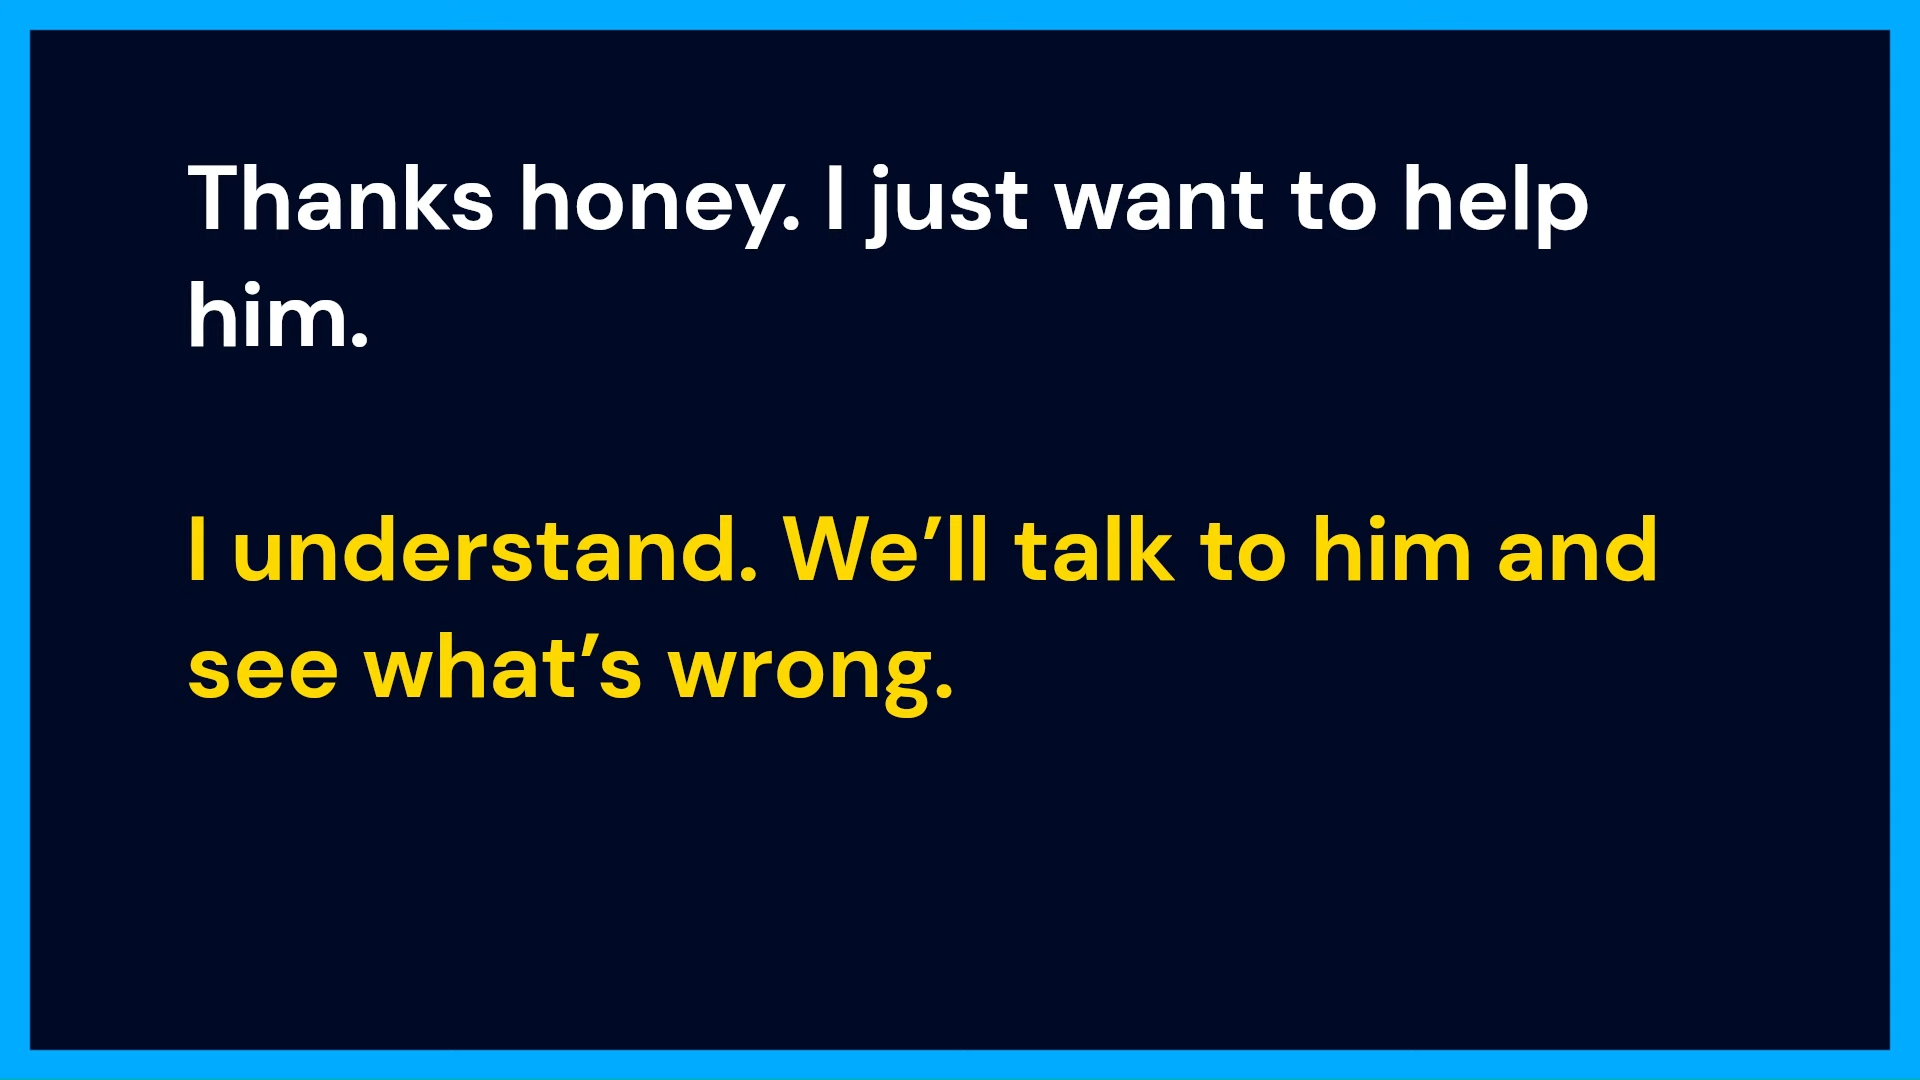 Thanks honey. I just want to help
him.
I understand. We’ll talk to him and
see what’s wrong.